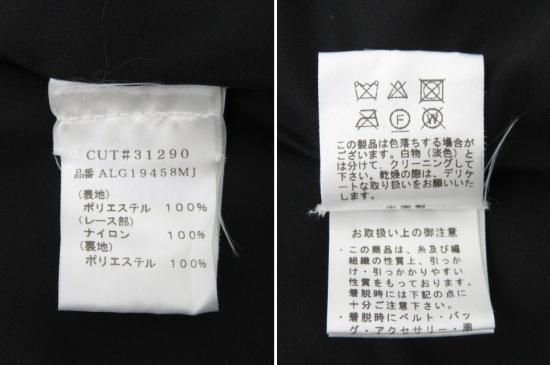 CUT#31290
品番 ALG19458MJ
(表地)
ポリエステル 100%
(レース部)
ナイロン 100%
(裏地)
ポリエステル 100%
F
W
この製品は色落ちする場合が
ございます。白物(淡色)と
は分けて、クリーニングして
下さい。乾燥の際は、デリケ
ートな取り扱いをお願いいた
します。
お取扱い上の御注意
・この商品は、糸及び編
組織の性質上、引っか
け・引っかかりやすい
性質をもっております。
着脱時には下記の点に
十分ご注意下さい。
・着脱時にベルト・バッ
グ・アクセサリー・